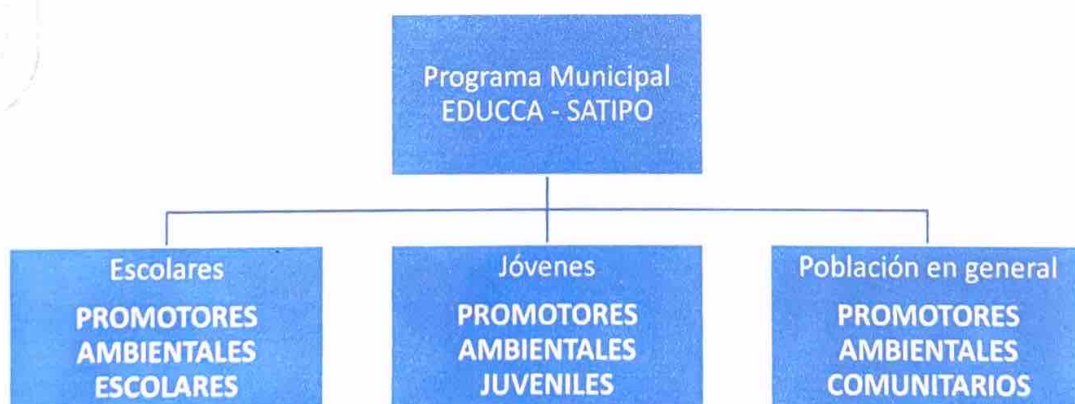 Programa Municipal
EDUCCA - SATIPO
Escolares
PROMOTORES
AMBIENTALES
ESCOLARES
Jóvenes
PROMOTORES
AMBIENTALES
JUVENILES
Población en general
PROMOTORES
AMBIENTALES
COMUNITARIOS